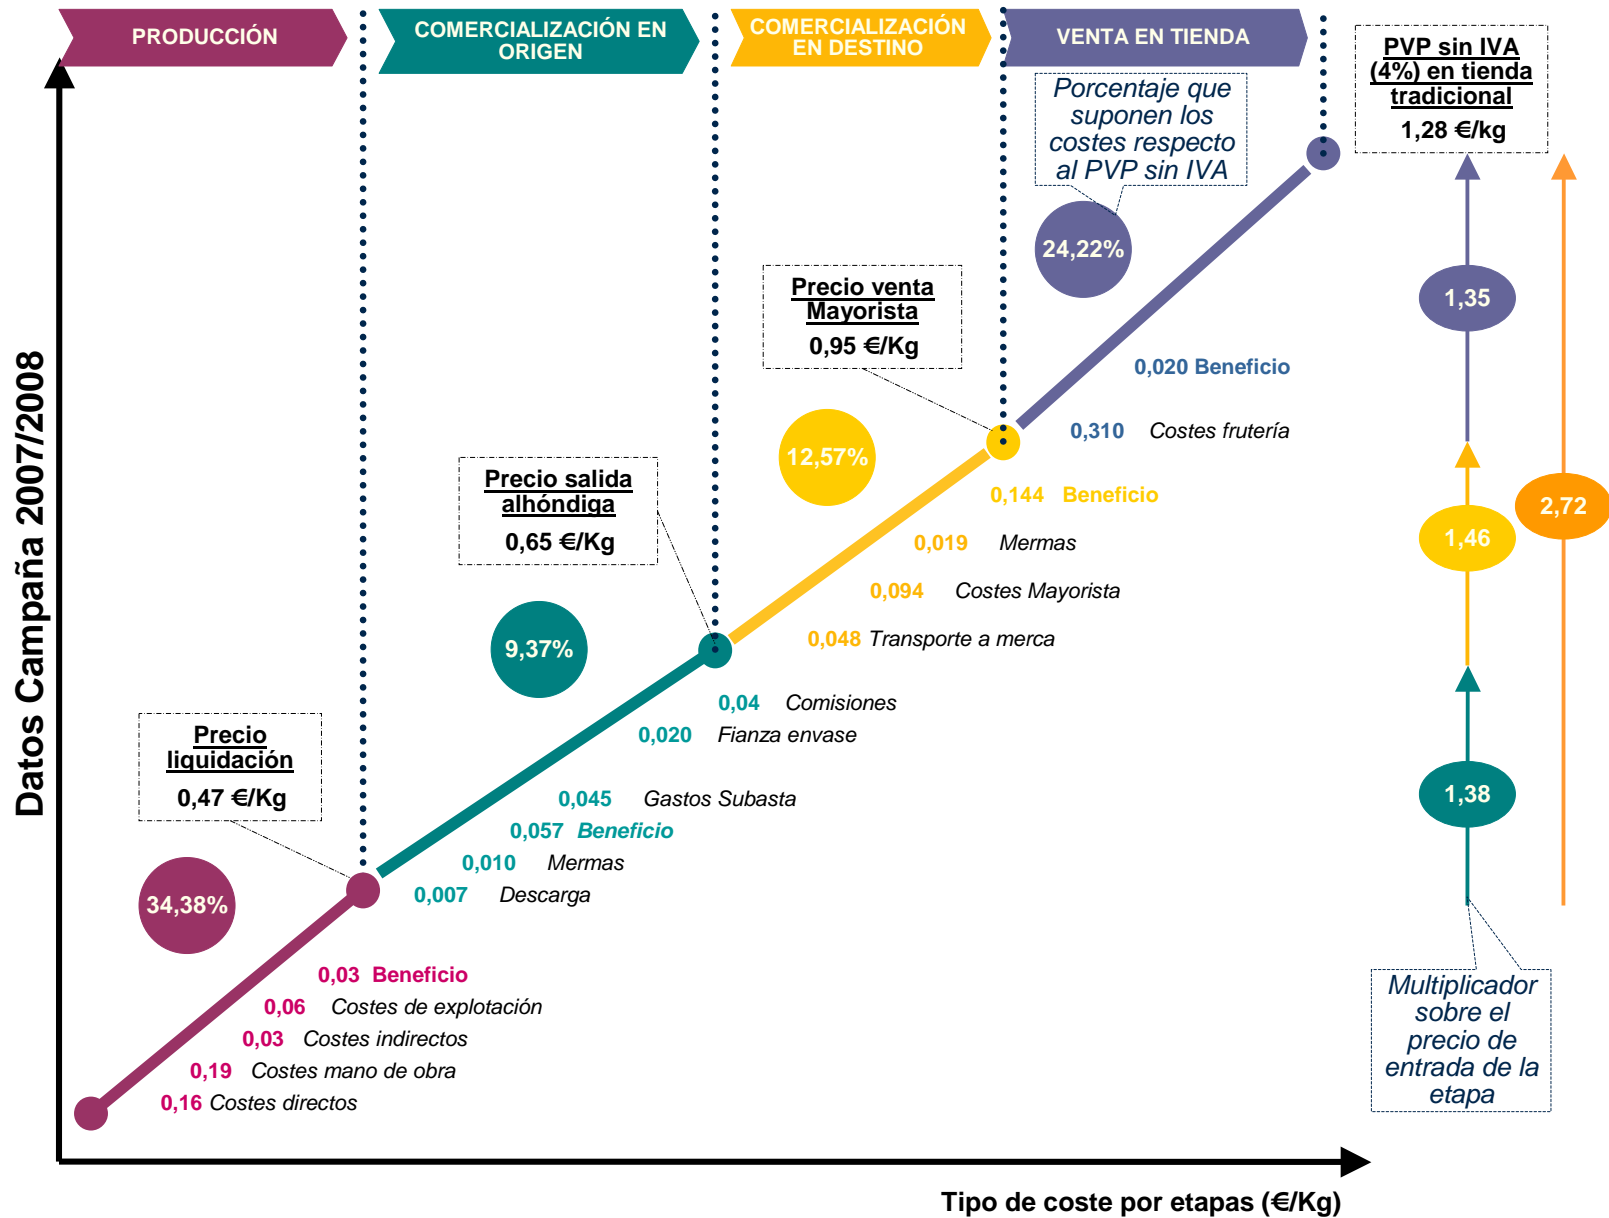 PRODUCCIÓN
COMERCIALIZACIÓN EN
ORIGEN
COMERCIALIZACIÓN
EN DESTINO
VENTA EN TIENDA
PVP sin IVA
(4%) en tienda
tradicional
1,28 €/kg
Porcentaje que
suponen los
costes respecto
al PVP sin IVA
24,22%
1,35
Precio venta
Mayorista
0,95 €/Kg
0,020 Beneficio
0,310 Costes frutería
12,57%
Precio salida
alhóndiga
0,65 €/Kg
0,144 Beneficio
0,019 Mermas
0,094 Costes Mayorista
0,048 Transporte a merca
2,72
1,46
9,37%
0,04 Comisiones
0,020 Fianza envase
0,045 Gastos Subasta
0,057 Beneficio
0,010 Mermas
0,007 Descarga
1,38
Precio
liquidación
0,47 €/Kg
34,38%
0,03 Beneficio
0,06 Costes de explotación
0,03 Costes indirectos
0,19 Costes mano de obra
0,16 Costes directos
Multiplicador
sobre el
precio de
entrada de la
etapa
Datos Campaña 2007/2008
Tipo de coste por etapas (€/Kg)